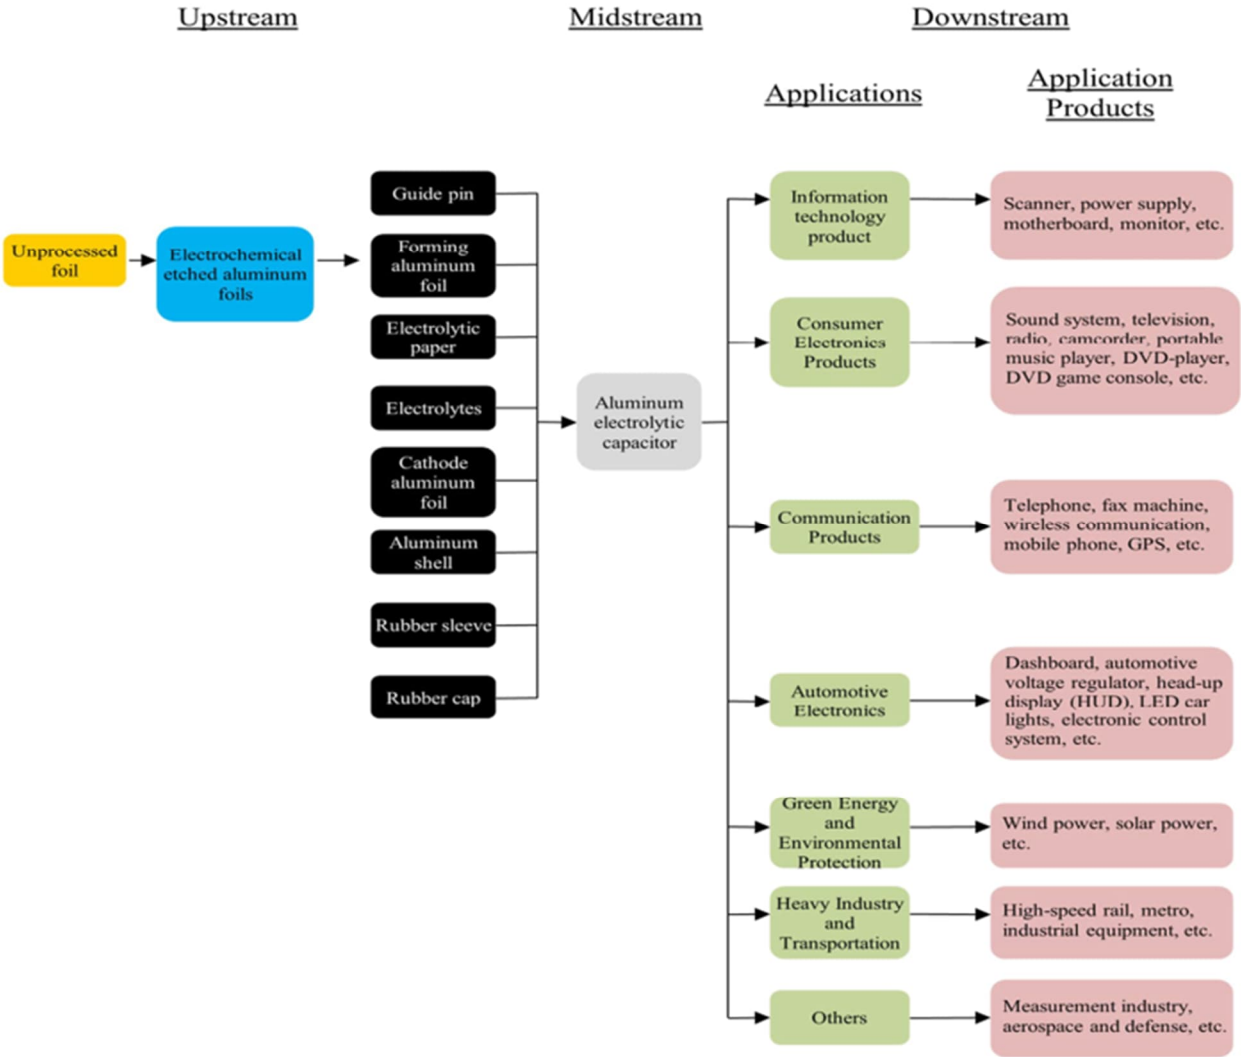 Upstream
Midstream
Downstream
Applications
Application
Products
Unprocessed
foil
Electrochemical
etched aluminum
foils
Guide pin
Forming
aluminum
foil
Electrolytic
paper
Electrolytes
Cathode
aluminum
foil
Aluminum
shell
Rubber sleeve
Rubber cap
Aluminum
electrolytic
capacitor
Information
technology
product
Scanner, power supply,
motherboard, monitor, etc.
Consumer
Electronics
Products
Sound system, television,
radio, camcorder, portable
music player, DVD-player,
DVD game console, etc.
Communication
Products
Telephone, fax machine,
wireless communication,
mobile phone, GPS, etc.
Automotive
Electronics
Dashboard, automotive
voltage regulator, head-up
display (HUD), LED car
lights, electronic control
system, etc.
Green Energy
and
Environmental
Protection
Wind power, solar power,
etc.
Heavy Industry
and
Transportation
High-speed rail, metro,
industrial equipment, etc.
Others
Measurement industry,
aerospace and defense, etc.